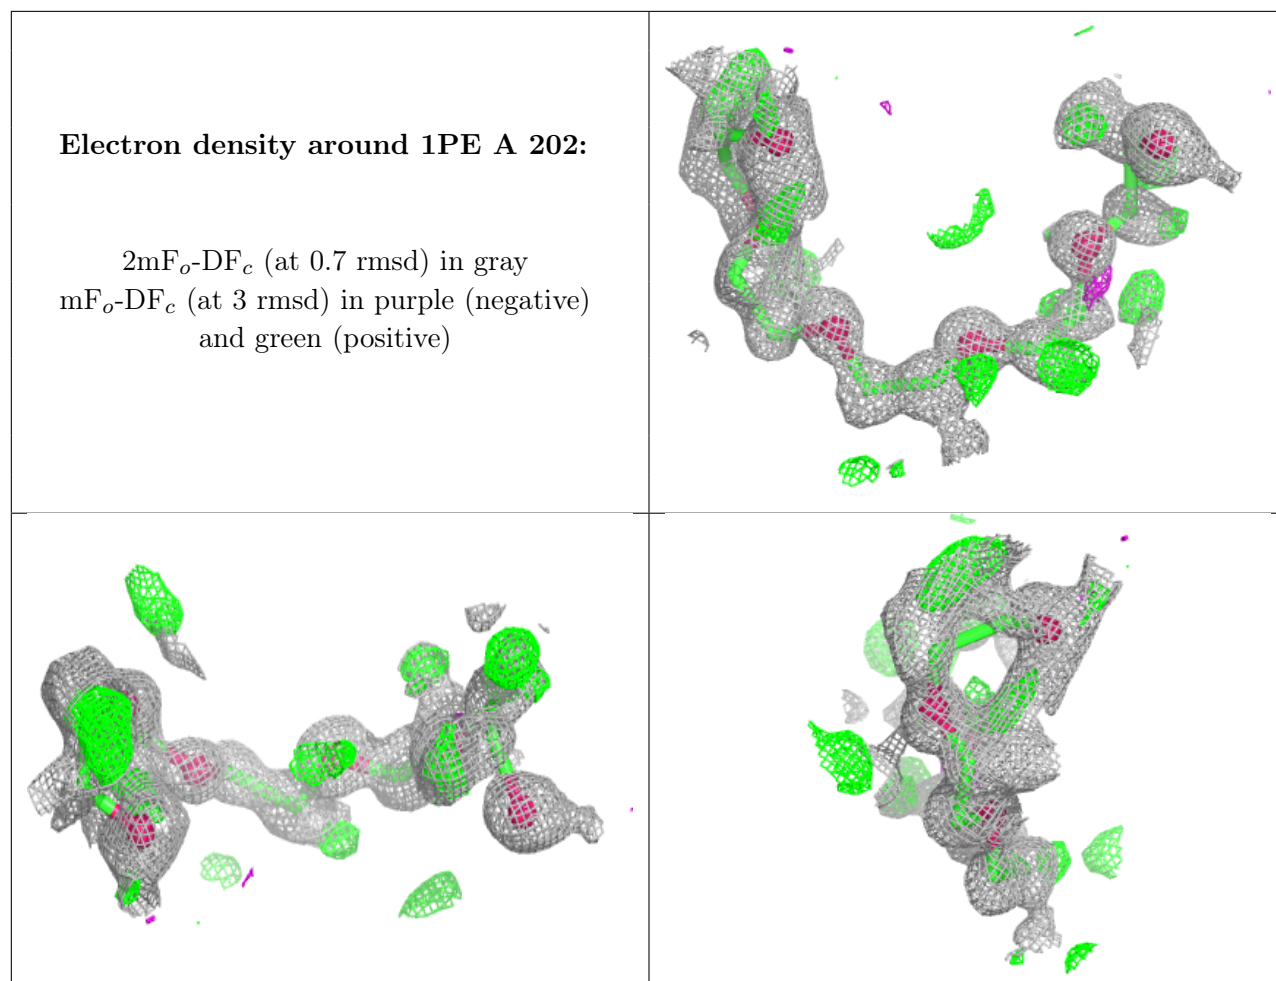 Electron density around 1PE A 202:
2mFₒ-DF𝒸 (at 0.7 rmsd) in gray
mFₒ-DF𝒸 (at 3 rmsd) in purple (negative)
and green (positive)